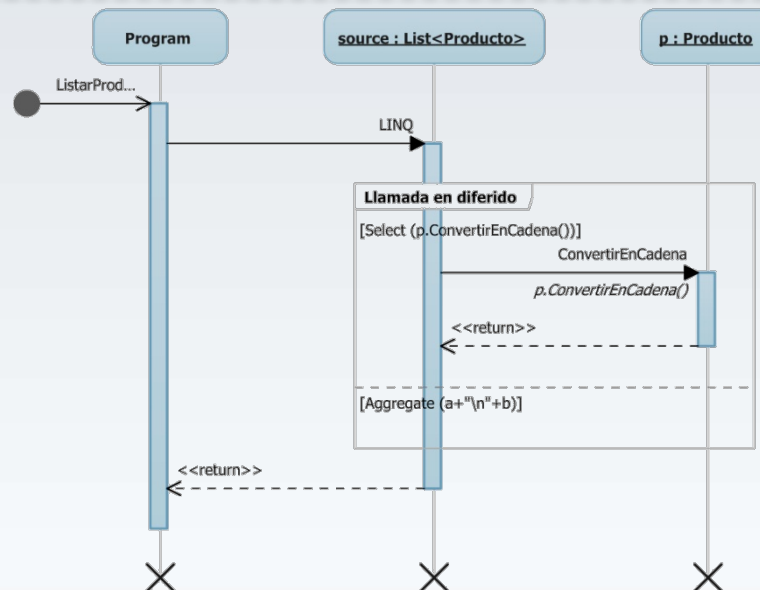 Program
source : List<Producto>
p : Producto
ListarProd...
LINQ
Llamada en diferido
[Select (p.ConvertirEnCadena())]
ConvertirEnCadena
p.ConvertirEnCadena()
<<return>>
[Aggregate (a+"\n"+b)]
<<return>>